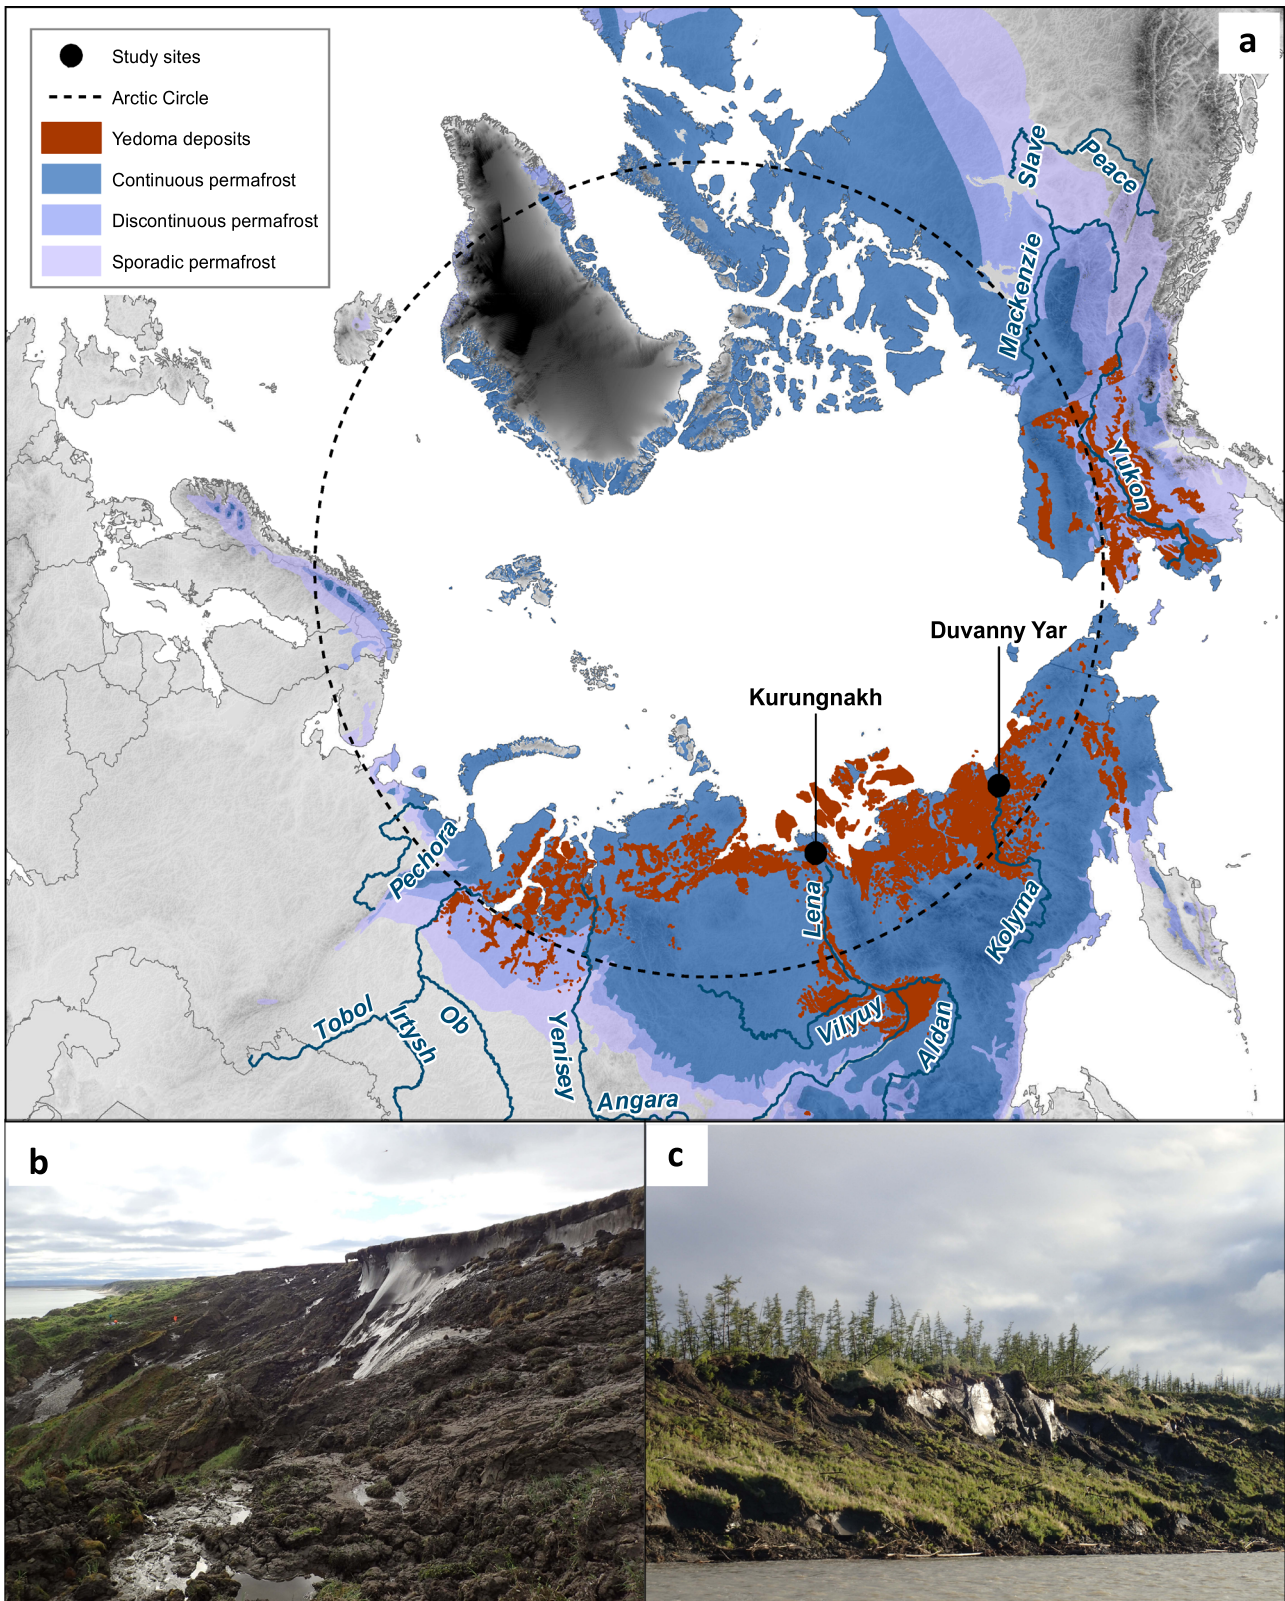 a
Study sites
Arctic Circle
Yedoma deposits
Continuous permafrost
Discontinuous permafrost
Sporadic permafrost
Slave
Peace
Mackenzie
Yukon
Duvanny Yar
Kurungnakh
Pechora
Lena
Kolyma
Tobol
Irtysh
Ob
Yenisey
Vilyuy
Aldan
Angara
b
c